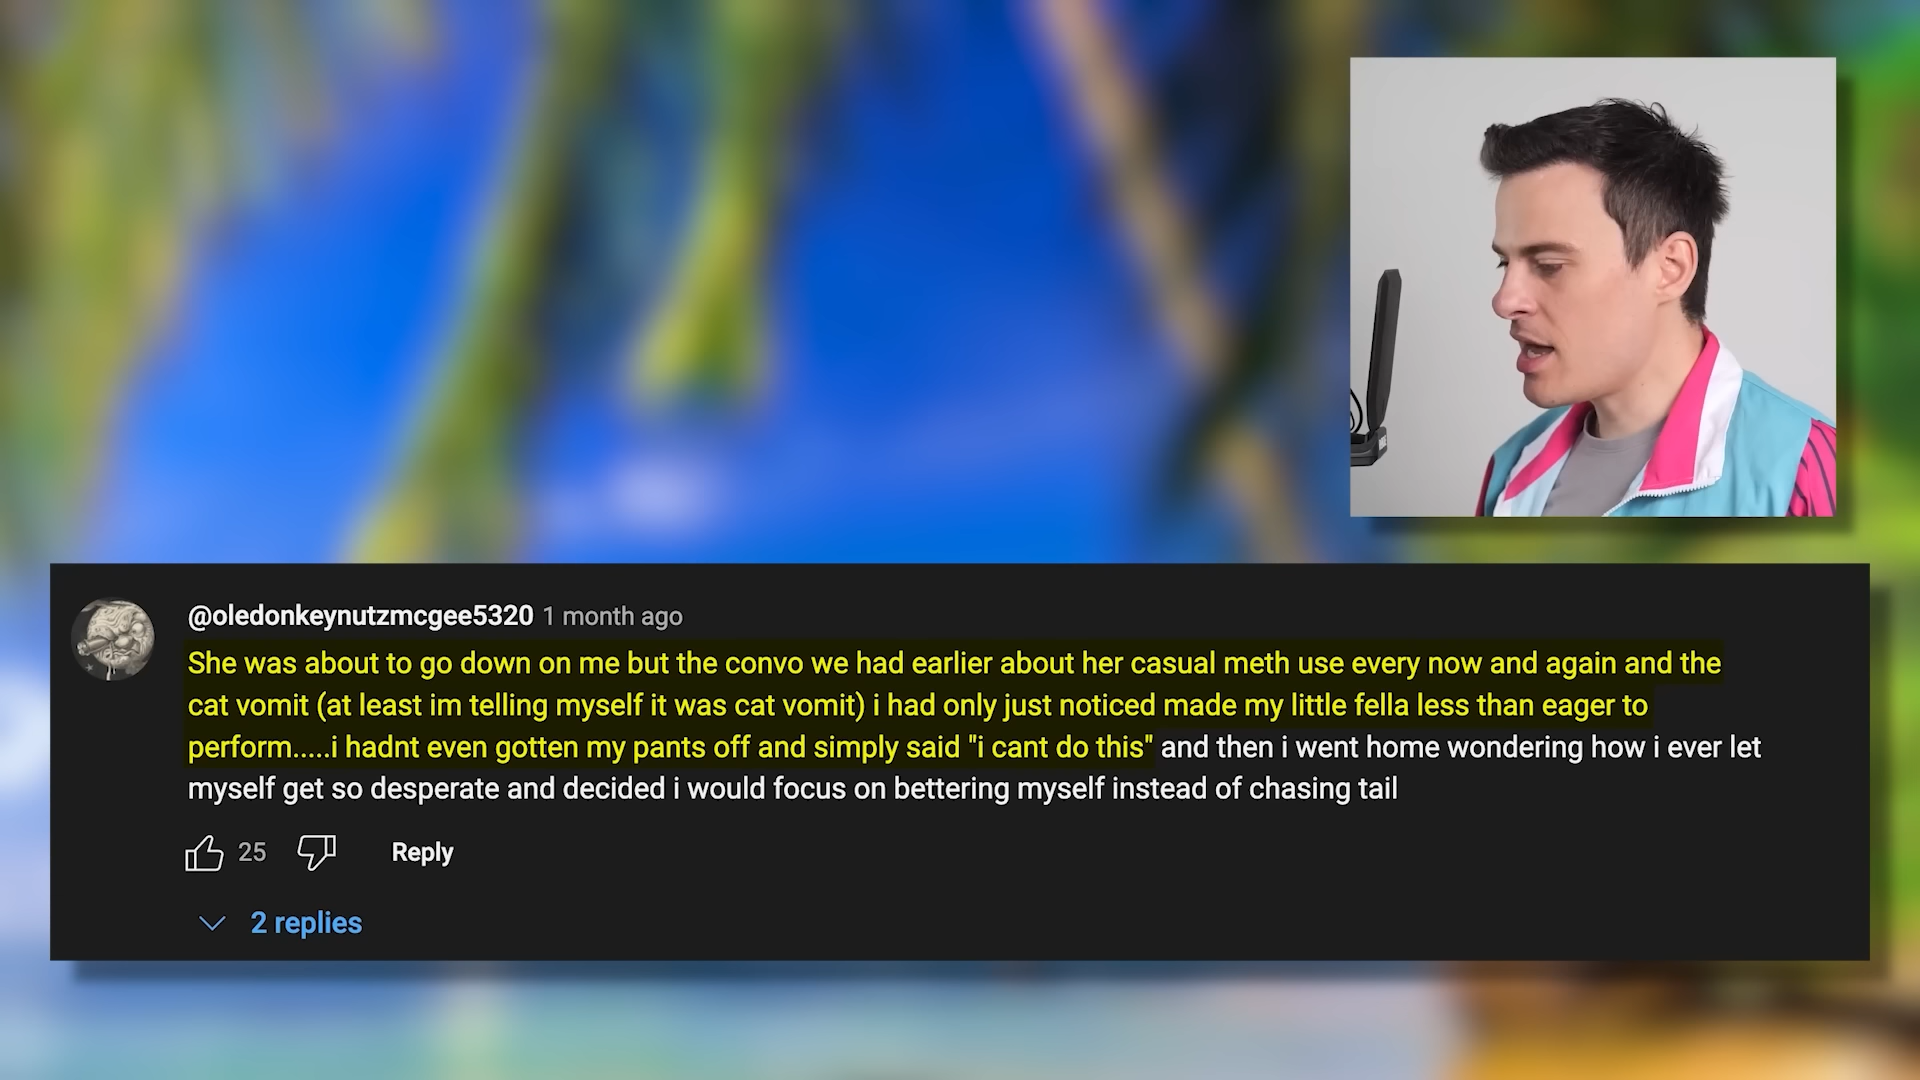 @oledonkeynutzmcgee5320 1 month ago
She was about to go down on me but the convo we had earlier about her casual meth use every now and again and the
cat vomit (at least im telling myself it was cat vomit) i had only just noticed made my little fella less than eager to
perform.....i hadnt even gotten my pants off and simply said "i cant do this" and then i went home wondering how i ever let
myself get so desperate and decided i would focus on bettering myself instead of chasing tail
25 Reply
2 replies